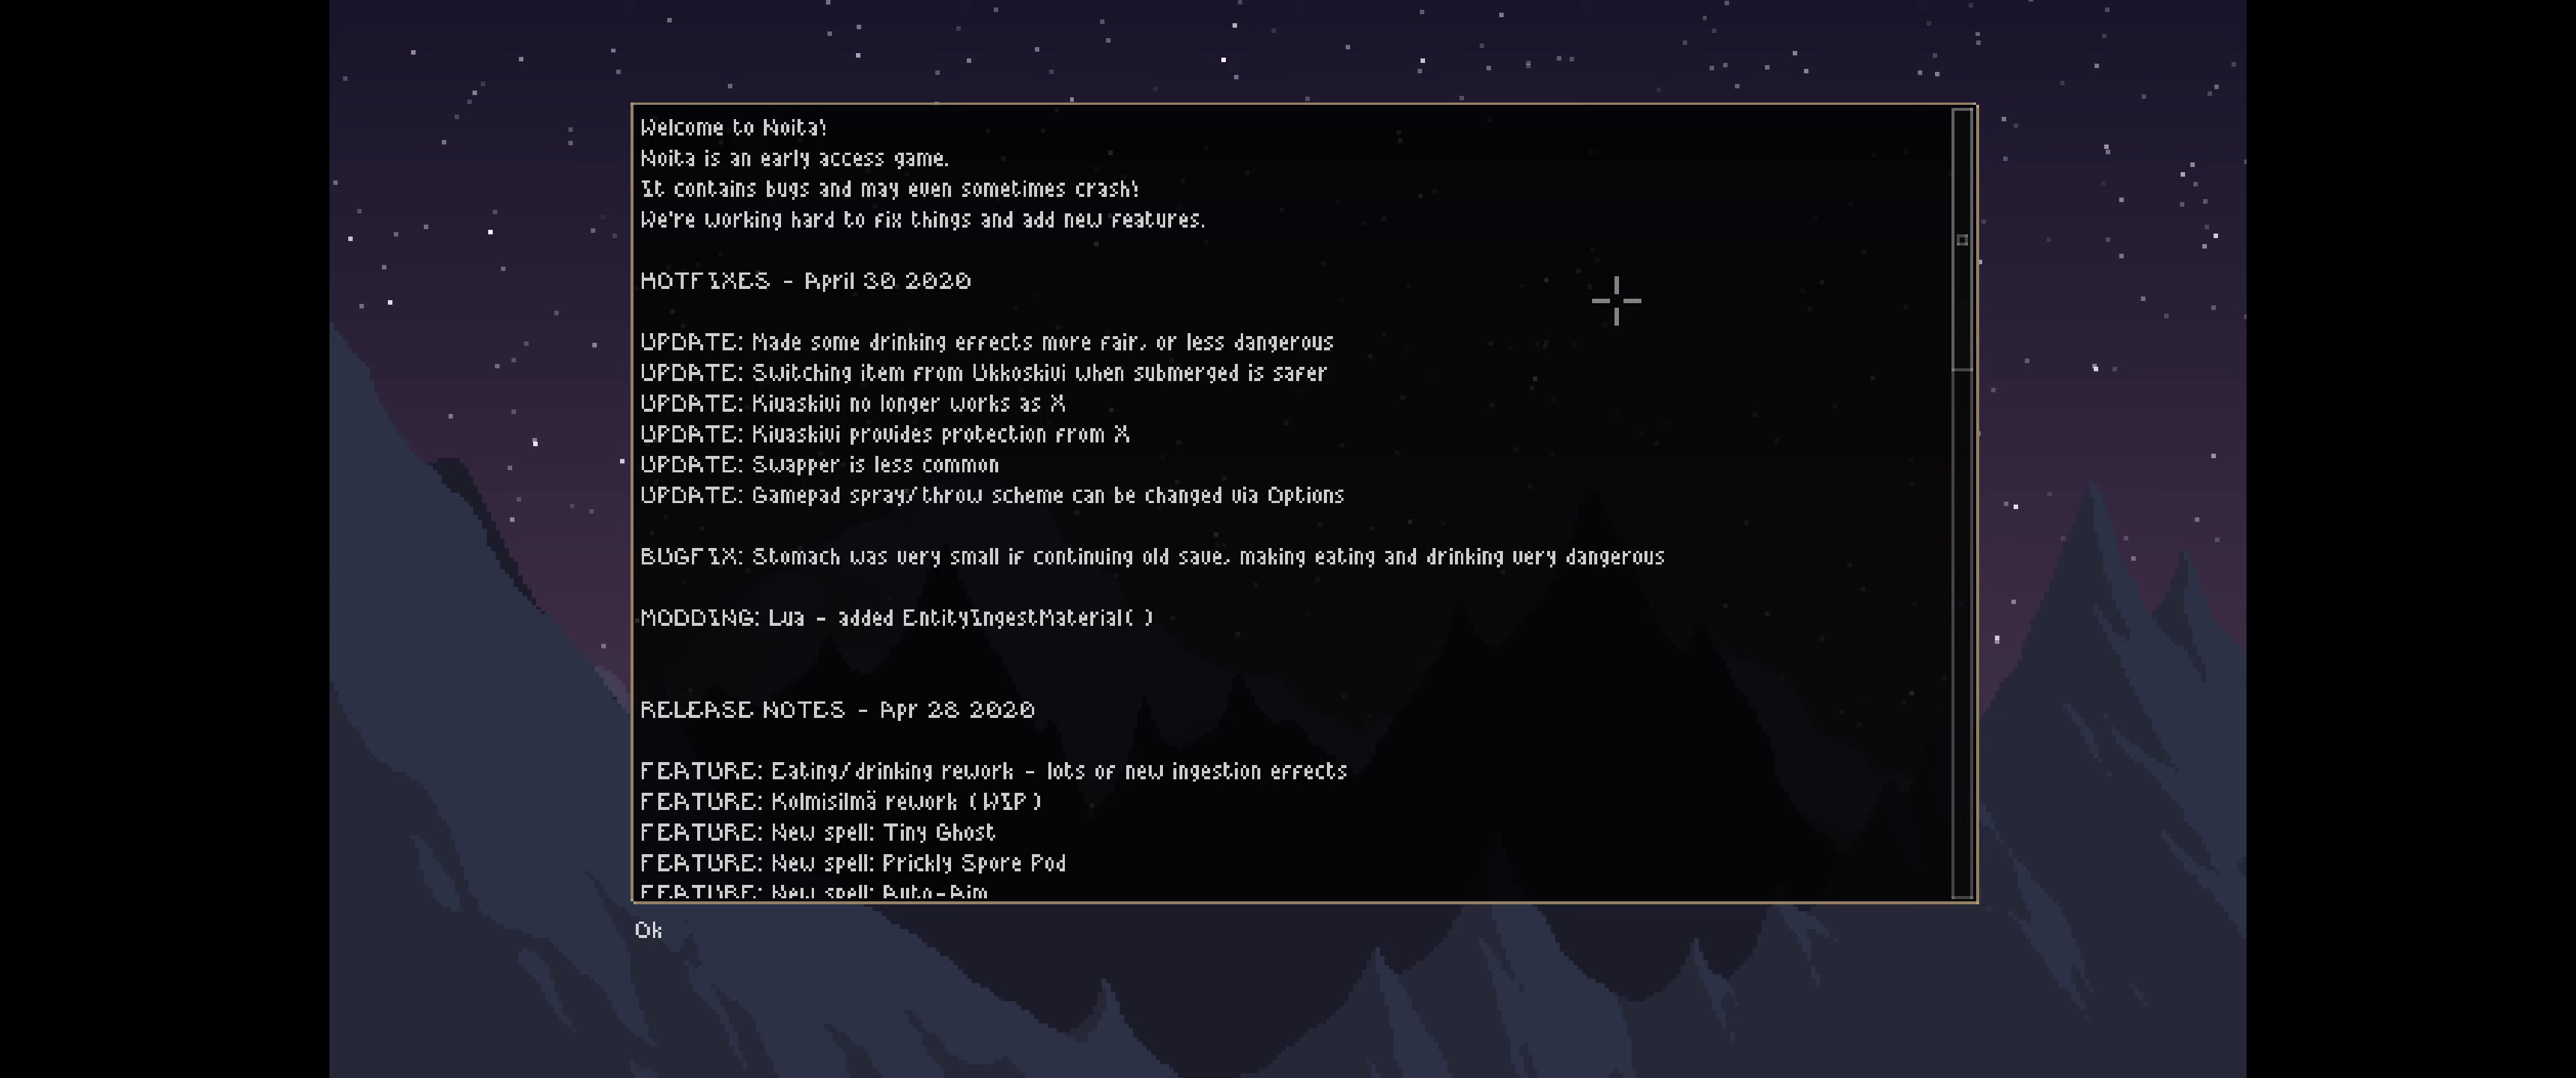 Welcome to Noita!
Noita is an early access game.
It contains bugs and may even sometimes crash!
We're working hard to fix things and add new features.
HOTFIXES - April 30 2020
UPDATE: Made some drinking effects more fair, or less dangerous
UPDATE: Switching item from Ukkoskivi when submerged is safer
UPDATE: Kiuaskivi no longer works as X
UPDATE: Kiuaskivi provides protection from X
UPDATE: Swapper is less common
UPDATE: Gamepad spray/throw scheme can be changed via Options
BUGFIX: Stomach was very small if continuing old save, making eating and drinking very dangerous
MODDING: Lua - added EntityIngestMaterial( )
RELEASE NOTES - Apr 28 2020
FEATURE: Eating/drinking rework - lots of new ingestion effects
FEATURE: Kolmisilmä rework (WIP)
FEATURE: New spell: Tiny Ghost
FEATURE: New spell: Prickly Spore Pod
FEATURE: New spell: Auto-Aim
Ok